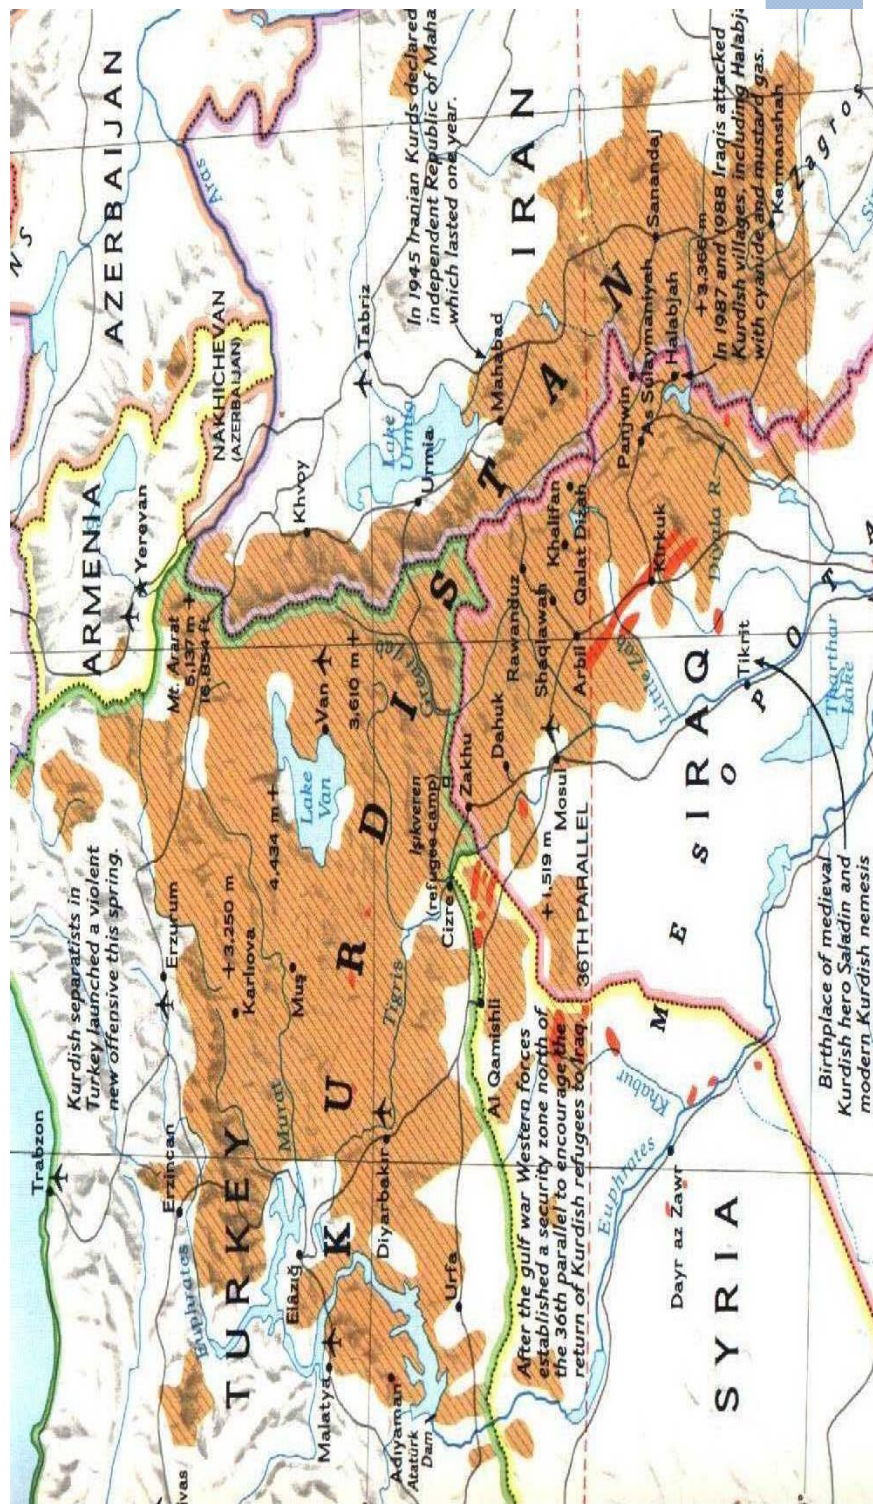 TURKEY
ARMENIA
AZERBAIJAN
NAKHICHEVAN
(AZERBAIJAN)
IRAN
SYRIA
IRAQ
KURDISTAN
MESOPOT
Zagros
Trabzon
Erzincan
Erzurum
Kurdish separatists in
Turkey launched a violent
new offensive this spring.
Mt. Ararat
5,137 m +
16,854 ft
Yerevan
Aras
Euphrates
Murat
Karlıova
+ 3,250 m
Muş
4,434 m +
Lake
Van
Van
3,610 m +
Khvoy
Tabriz
Lake
Urmia
Urmia
Elâzığ
Malatya
Adıyaman
Atatürk
Dam
Diyarbakır
Urfa
Tigris
Cizre
Işıkveren
(refugee camp)
Great Zab
In 1945 Iranian Kurds declared
independent Republic of Maha
which lasted one year.
Mahabad
Al Qamishli
Zakhu
Dahuk
Rawanduz
Shaqlawah
Khalifan
Qalat Dizah
Arbil
Mosul
+ 1,519 m
36TH PARALLEL
After the gulf war Western forces
established a security zone north of
the 36th parallel to encourage the
return of Kurdish refugees to Iraq.
Euphrates
Khabur
Dayr az Zawr
Little Zab
Kirkuk
Panjwin
As Sulaymaniyah
Halabjah
Sanandaj
+ 3,366 m
In 1987 and 1988 Iraqis attacked
Kurdish villages, including Halabj
with cyanide and mustard gas.
Kermanshah
Diyala R.
Tikrit
Tharthar
Lake
Birthplace of medieval
Kurdish hero Saladin and
modern Kurdish nemesis